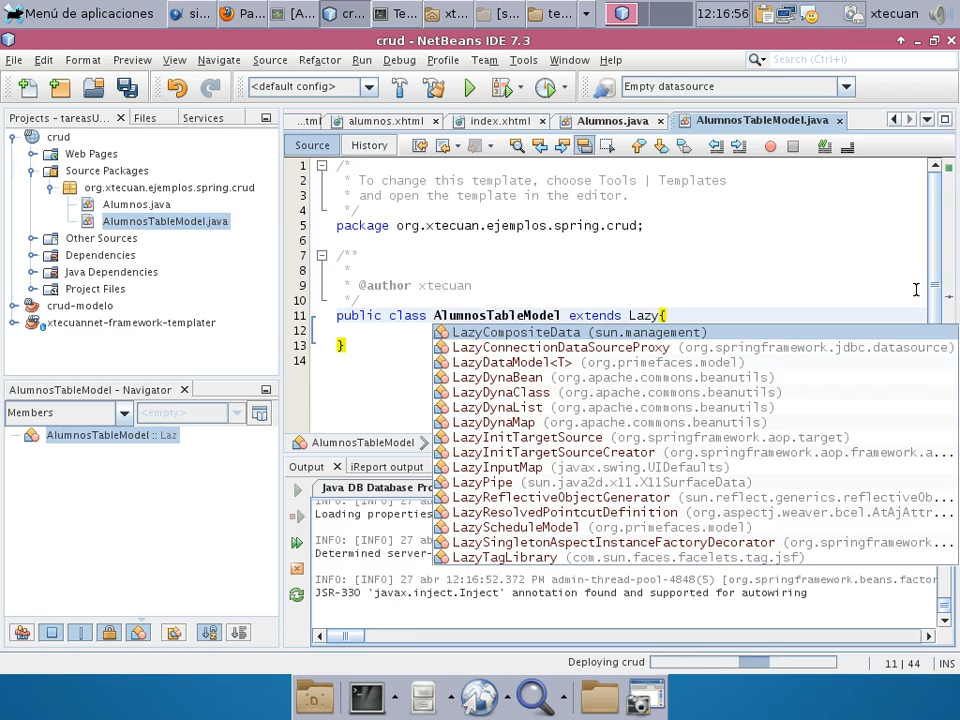 Menú de aplicaciones
si...
Pa...
[A...
cr...
Te...
xt...
[s...
te...
12:16:56
xtecuan
crud - NetBeans IDE 7.3
File Edit Format Preview View Navigate Source Refactor Run Debug Profile Team Tools Window Help
Search (Ctrl+I)
<default config>
Empty datasource
Projects - tareasU...
Files
Services
...tml
alumnos.xhtml
index.xhtml
Alumnos.java
AlumnosTableModel.java
Source
History
crud
Web Pages
Source Packages
org.xtecuan.ejemplos.spring.crud
Alumnos.java
AlumnosTableModel.java
Other Sources
Dependencies
Java Dependencies
Project Files
crud-modelo
xtecuannet-framework-templater
1 /*
2 * To change this template, choose Tools | Templates
3 * and open the template in the editor.
4 */
5 package org.xtecuan.ejemplos.spring.crud;
6
7 /**
8 *
9 * @author xtecuan
10 */
11 public class AlumnosTableModel extends Lazy{
12
13 }
14
LazyCompositeData (sun.management)
LazyConnectionDataSourceProxy (org.springframework.jdbc.datasource)
LazyDataModel<T> (org.primefaces.model)
LazyDynaBean (org.apache.commons.beanutils)
LazyDynaClass (org.apache.commons.beanutils)
LazyDynaList (org.apache.commons.beanutils)
LazyDynaMap (org.apache.commons.beanutils)
LazyInitTargetSource (org.springframework.aop.target)
LazyInitTargetSourceCreator (org.springframework.aop.framework.a...
LazyInputMap (javax.swing.UIDefaults)
LazyPipe (sun.java2d.x11.X11SurfaceData)
LazyReflectiveObjectGenerator (sun.reflect.generics.reflectiveOb...
LazyResolvedPointcutDefinition (org.aspectj.weaver.bcel.AtAjAttr...
LazyScheduleModel (org.primefaces.model)
LazySingletonAspectInstanceFactoryDecorator (org.springframework...
LazyTagLibrary (com.sun.faces.facelets.tag.jsf)
AlumnosTableModel - Navigator
Members
<empty>
AlumnosTableModel :: Laz
AlumnosTableModel
Output
iReport output
Java DB Database Pro
Loading properties
INFO: [INFO] 27 ab
Determined server-
INFO: [INFO] 27 abr 12:16:52.372 PM admin-thread-pool-4848(5) [org.springframework.beans.factor
JSR-330 'javax.inject.Inject' annotation found and supported for autowiring
Deploying crud
11 | 44
INS